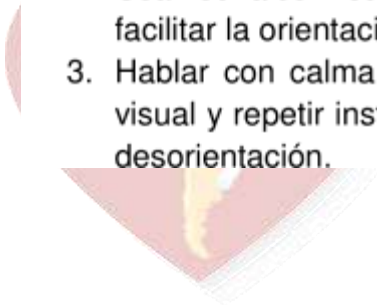 facilitar la orientaci
3. Hablar con calma
visual y repetir inst
desorientación.